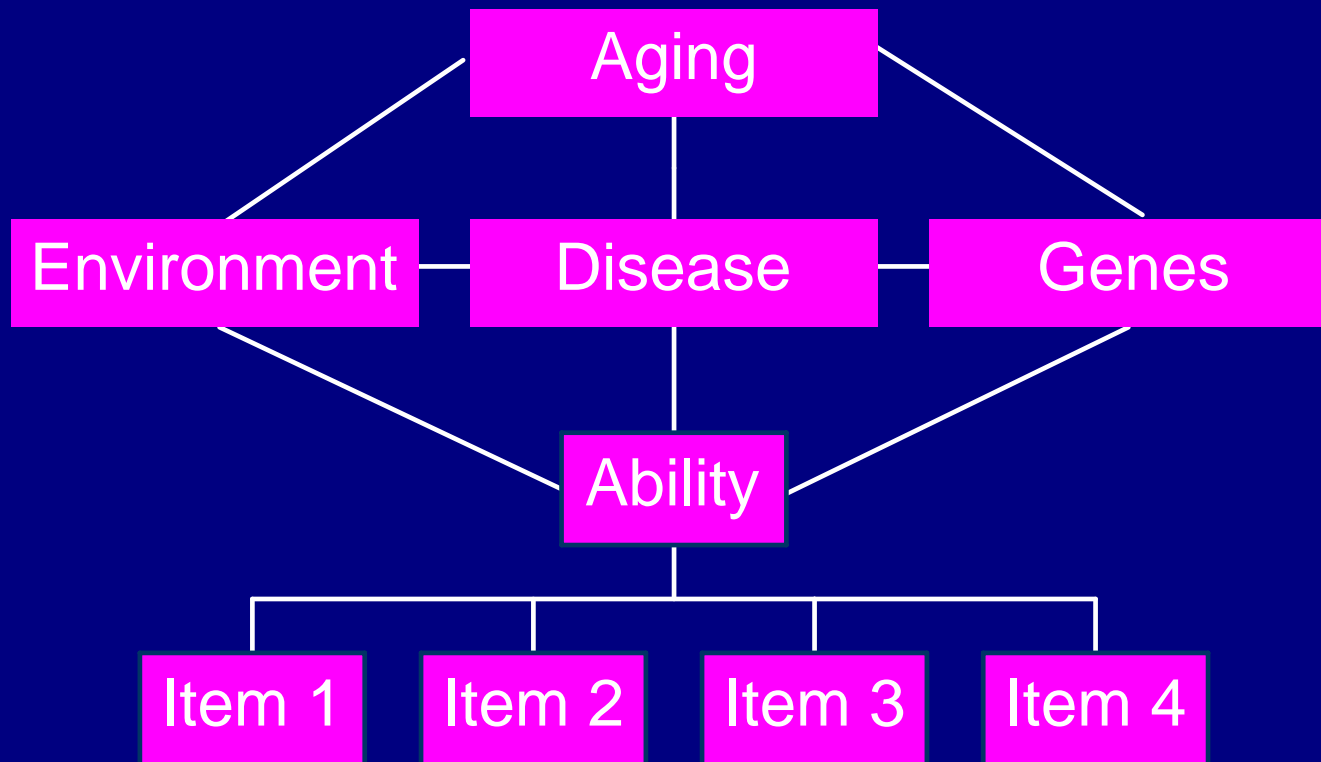 Aging
Environment
Disease
Genes
Ability
Item 1
Item 2
Item 3
Item 4